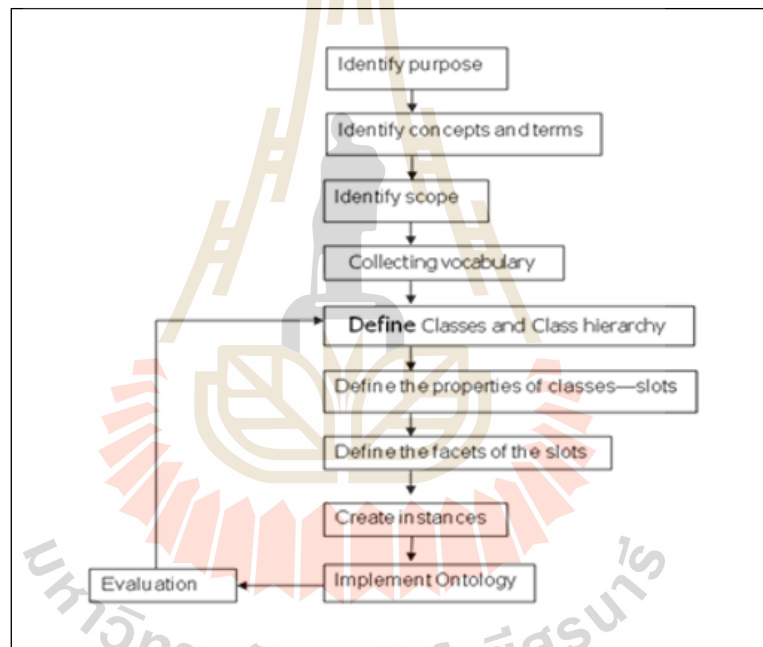 Identify purpose
Identify concepts and terms
Identify scope
Collecting vocabulary
Define Classes and Class hierarchy
Define the properties of classes—slots
Define the facets of the slots
Create instances
Implement Ontology
Evaluation